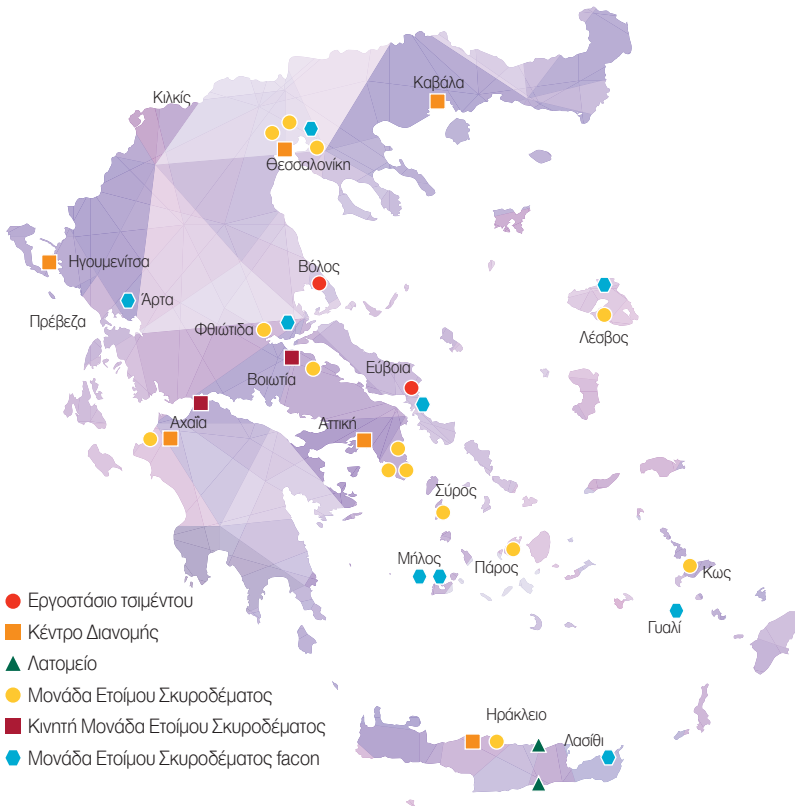 Καβάλα
Κιλκίς
Θεσσαλονίκη
Ηγουμενίτσα
Βόλος
Άρτα
Πρέβεζα
Φθιώτιδα
Λέσβος
Εύβοια
Βοιωτία
Αχαΐα
Αττική
Σύρος
Μήλος
Πάρος
Κως
Γυαλί
Εργοστάσιο τσιμέντου
Κέντρο Διανομής
Λατομείο
Μονάδα Ετοίμου Σκυροδέματος
Κινητή Μονάδα Ετοίμου Σκυροδέματος
Μονάδα Ετοίμου Σκυροδέματος facon
Ηράκλειο
Λασίθι